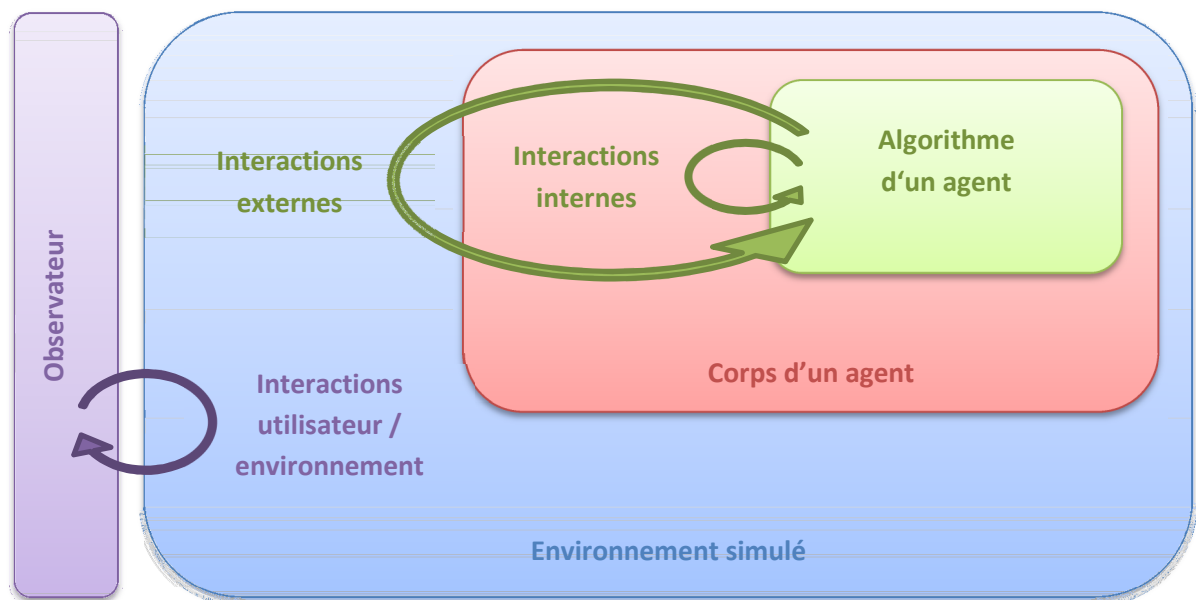 Observateur
Interactions
externes
Interactions
internes
Algorithme
d‘un agent
Corps d’un agent
Interactions
utilisateur /
environnement
Environnement simulé